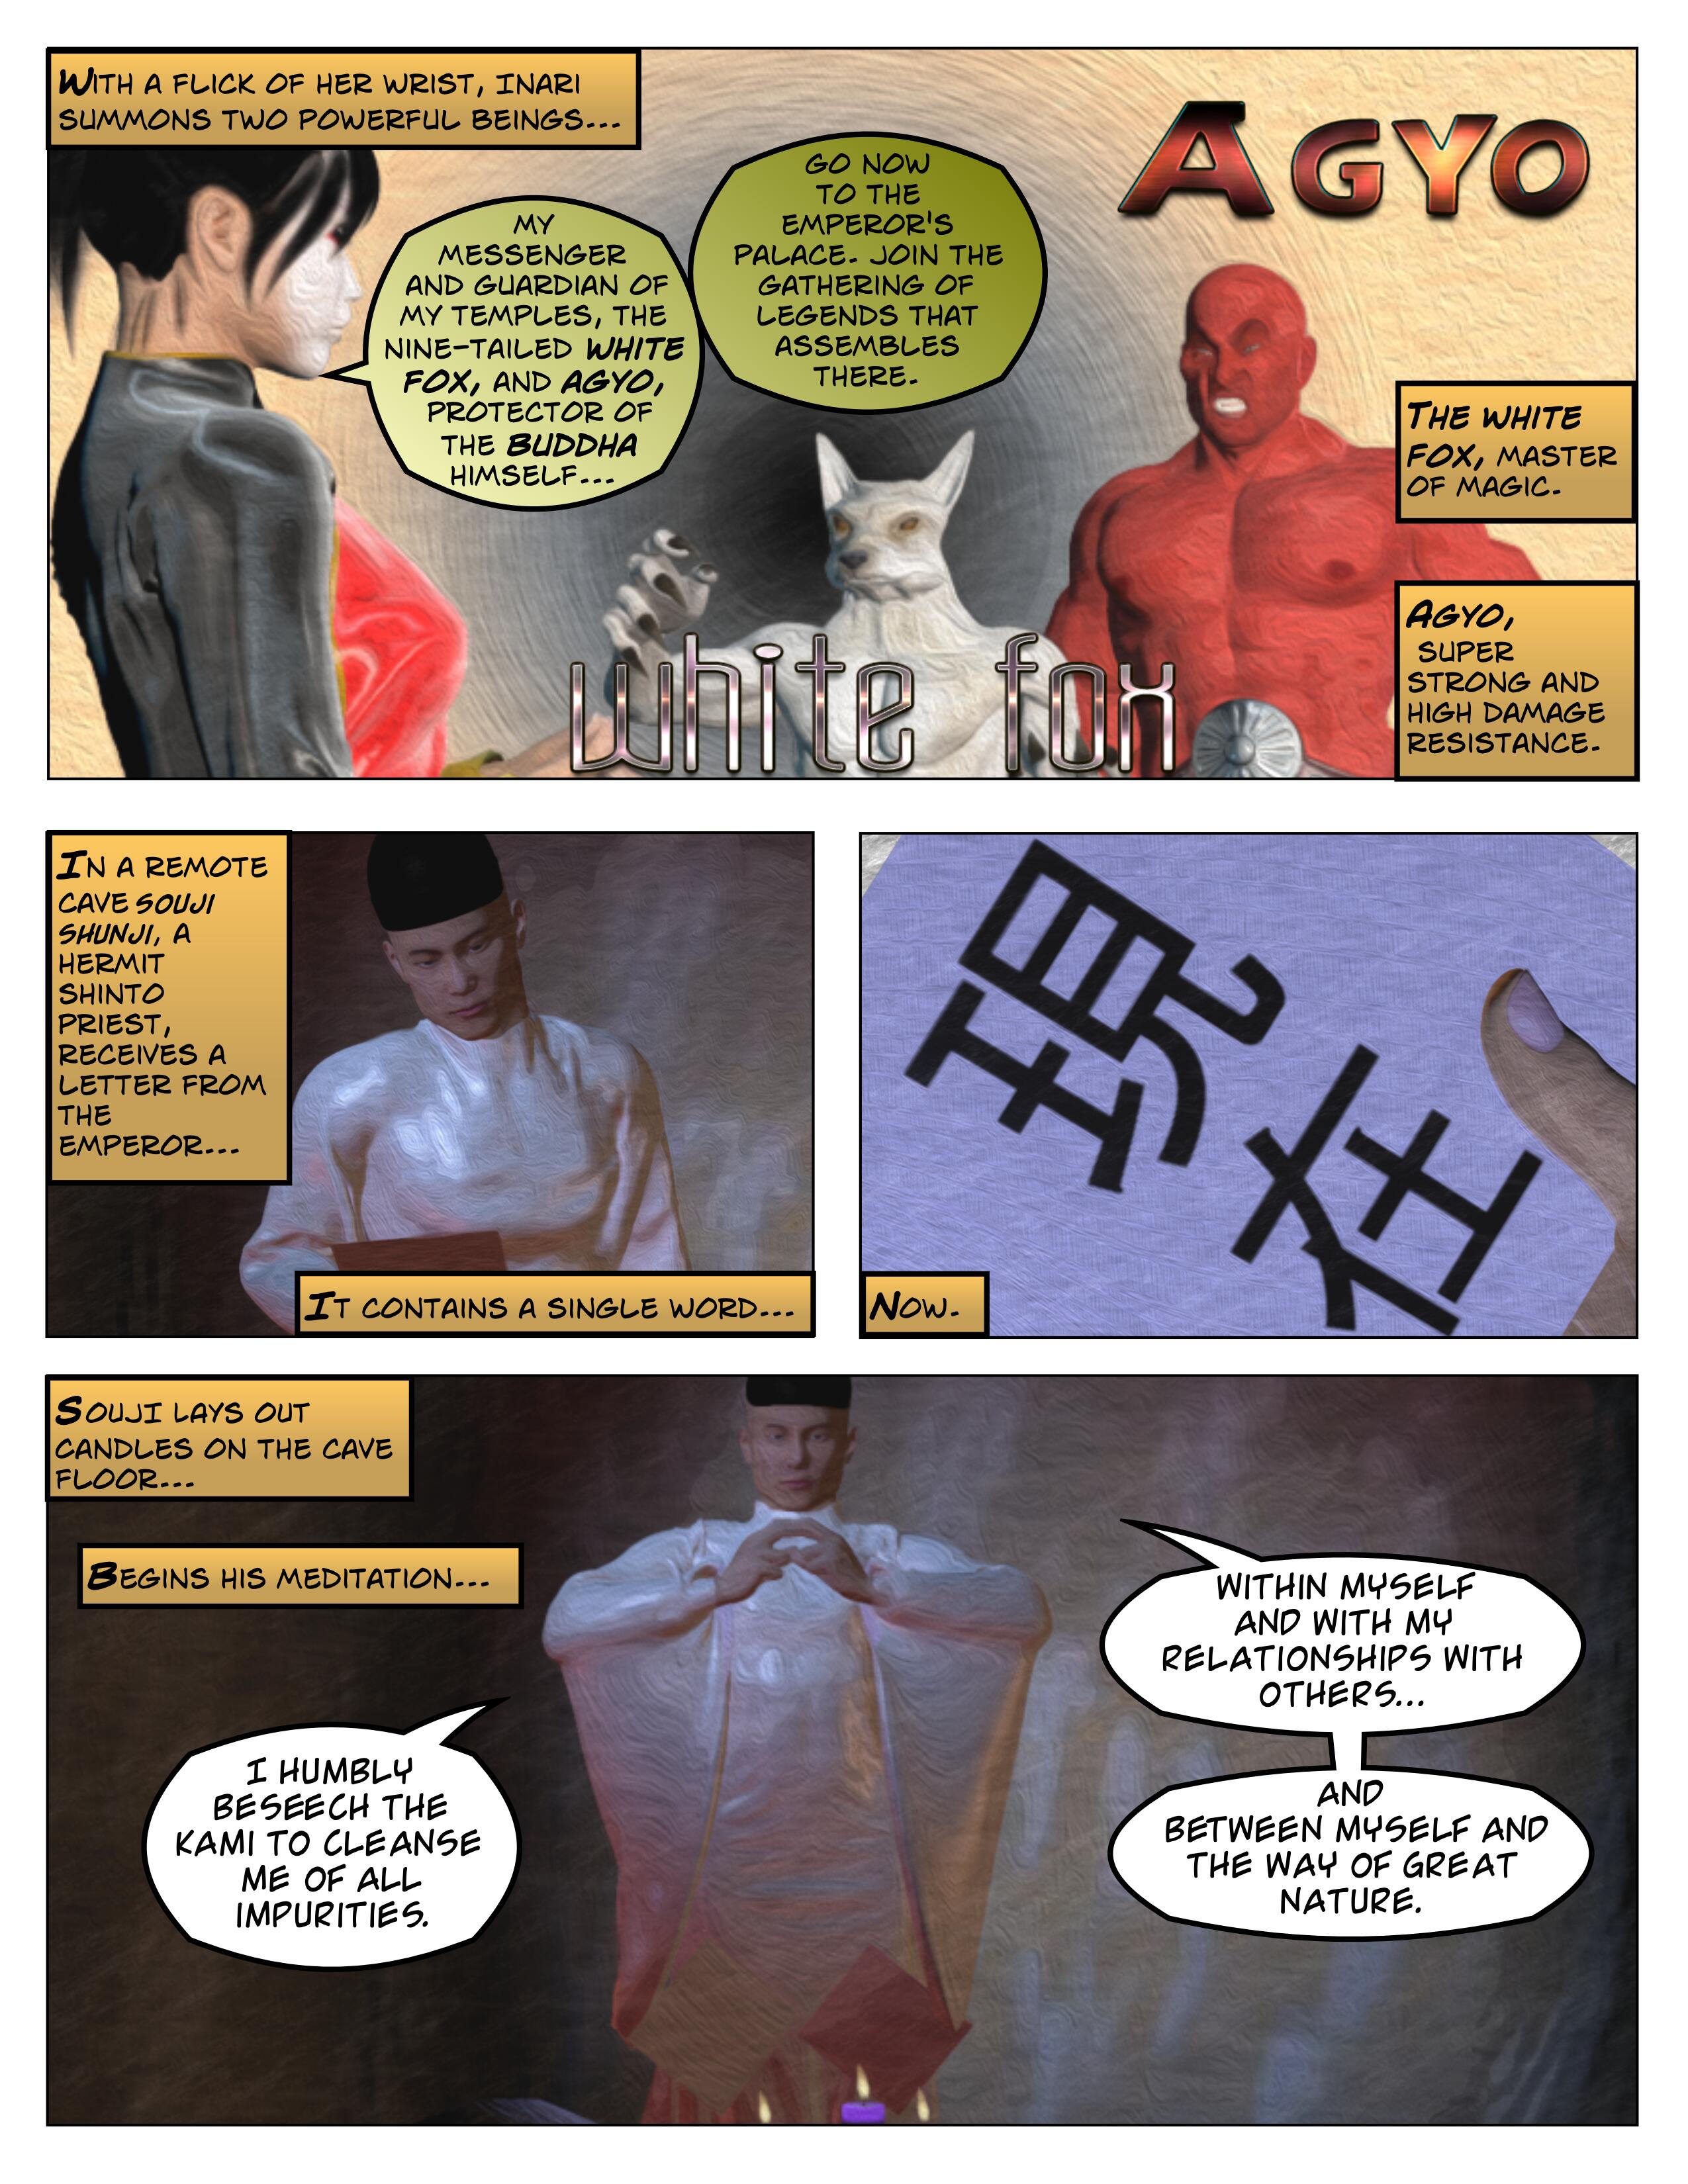 WITH A FLICK OF HER WRIST, INARI
SUMMONS TWO POWERFUL BEINGS...
MY
MESSENGER
AND GUARDIAN OF
MY TEMPLES, THE
NINE-TAILED WHITE
FOX, AND AGYO,
PROTECTOR OF
THE BUDDHA
HIMSELF...
GO NOW
TO THE
EMPEROR'S
PALACE. JOIN THE
GATHERING OF
LEGENDS THAT
ASSEMBLES
THERE.
AGYO
white fox
THE WHITE
FOX, MASTER
OF MAGIC.
AGYO,
SUPER
STRONG AND
HIGH DAMAGE
RESISTANCE.
IN A REMOTE
CAVE SOUJI
SHUNJI, A
HERMIT
SHINTO
PRIEST,
RECEIVES A
LETTER FROM
THE
EMPEROR...
IT CONTAINS A SINGLE WORD...
現在
NOW.
SOUJI LAYS OUT
CANDLES ON THE CAVE
FLOOR...
BEGINS HIS MEDITATION...
I HUMBLY
BESEECH THE
KAMI TO CLEANSE
ME OF ALL
IMPURITIES.
WITHIN MYSELF
AND WITH MY
RELATIONSHIPS WITH
OTHERS...
AND
BETWEEN MYSELF AND
THE WAY OF GREAT
NATURE.